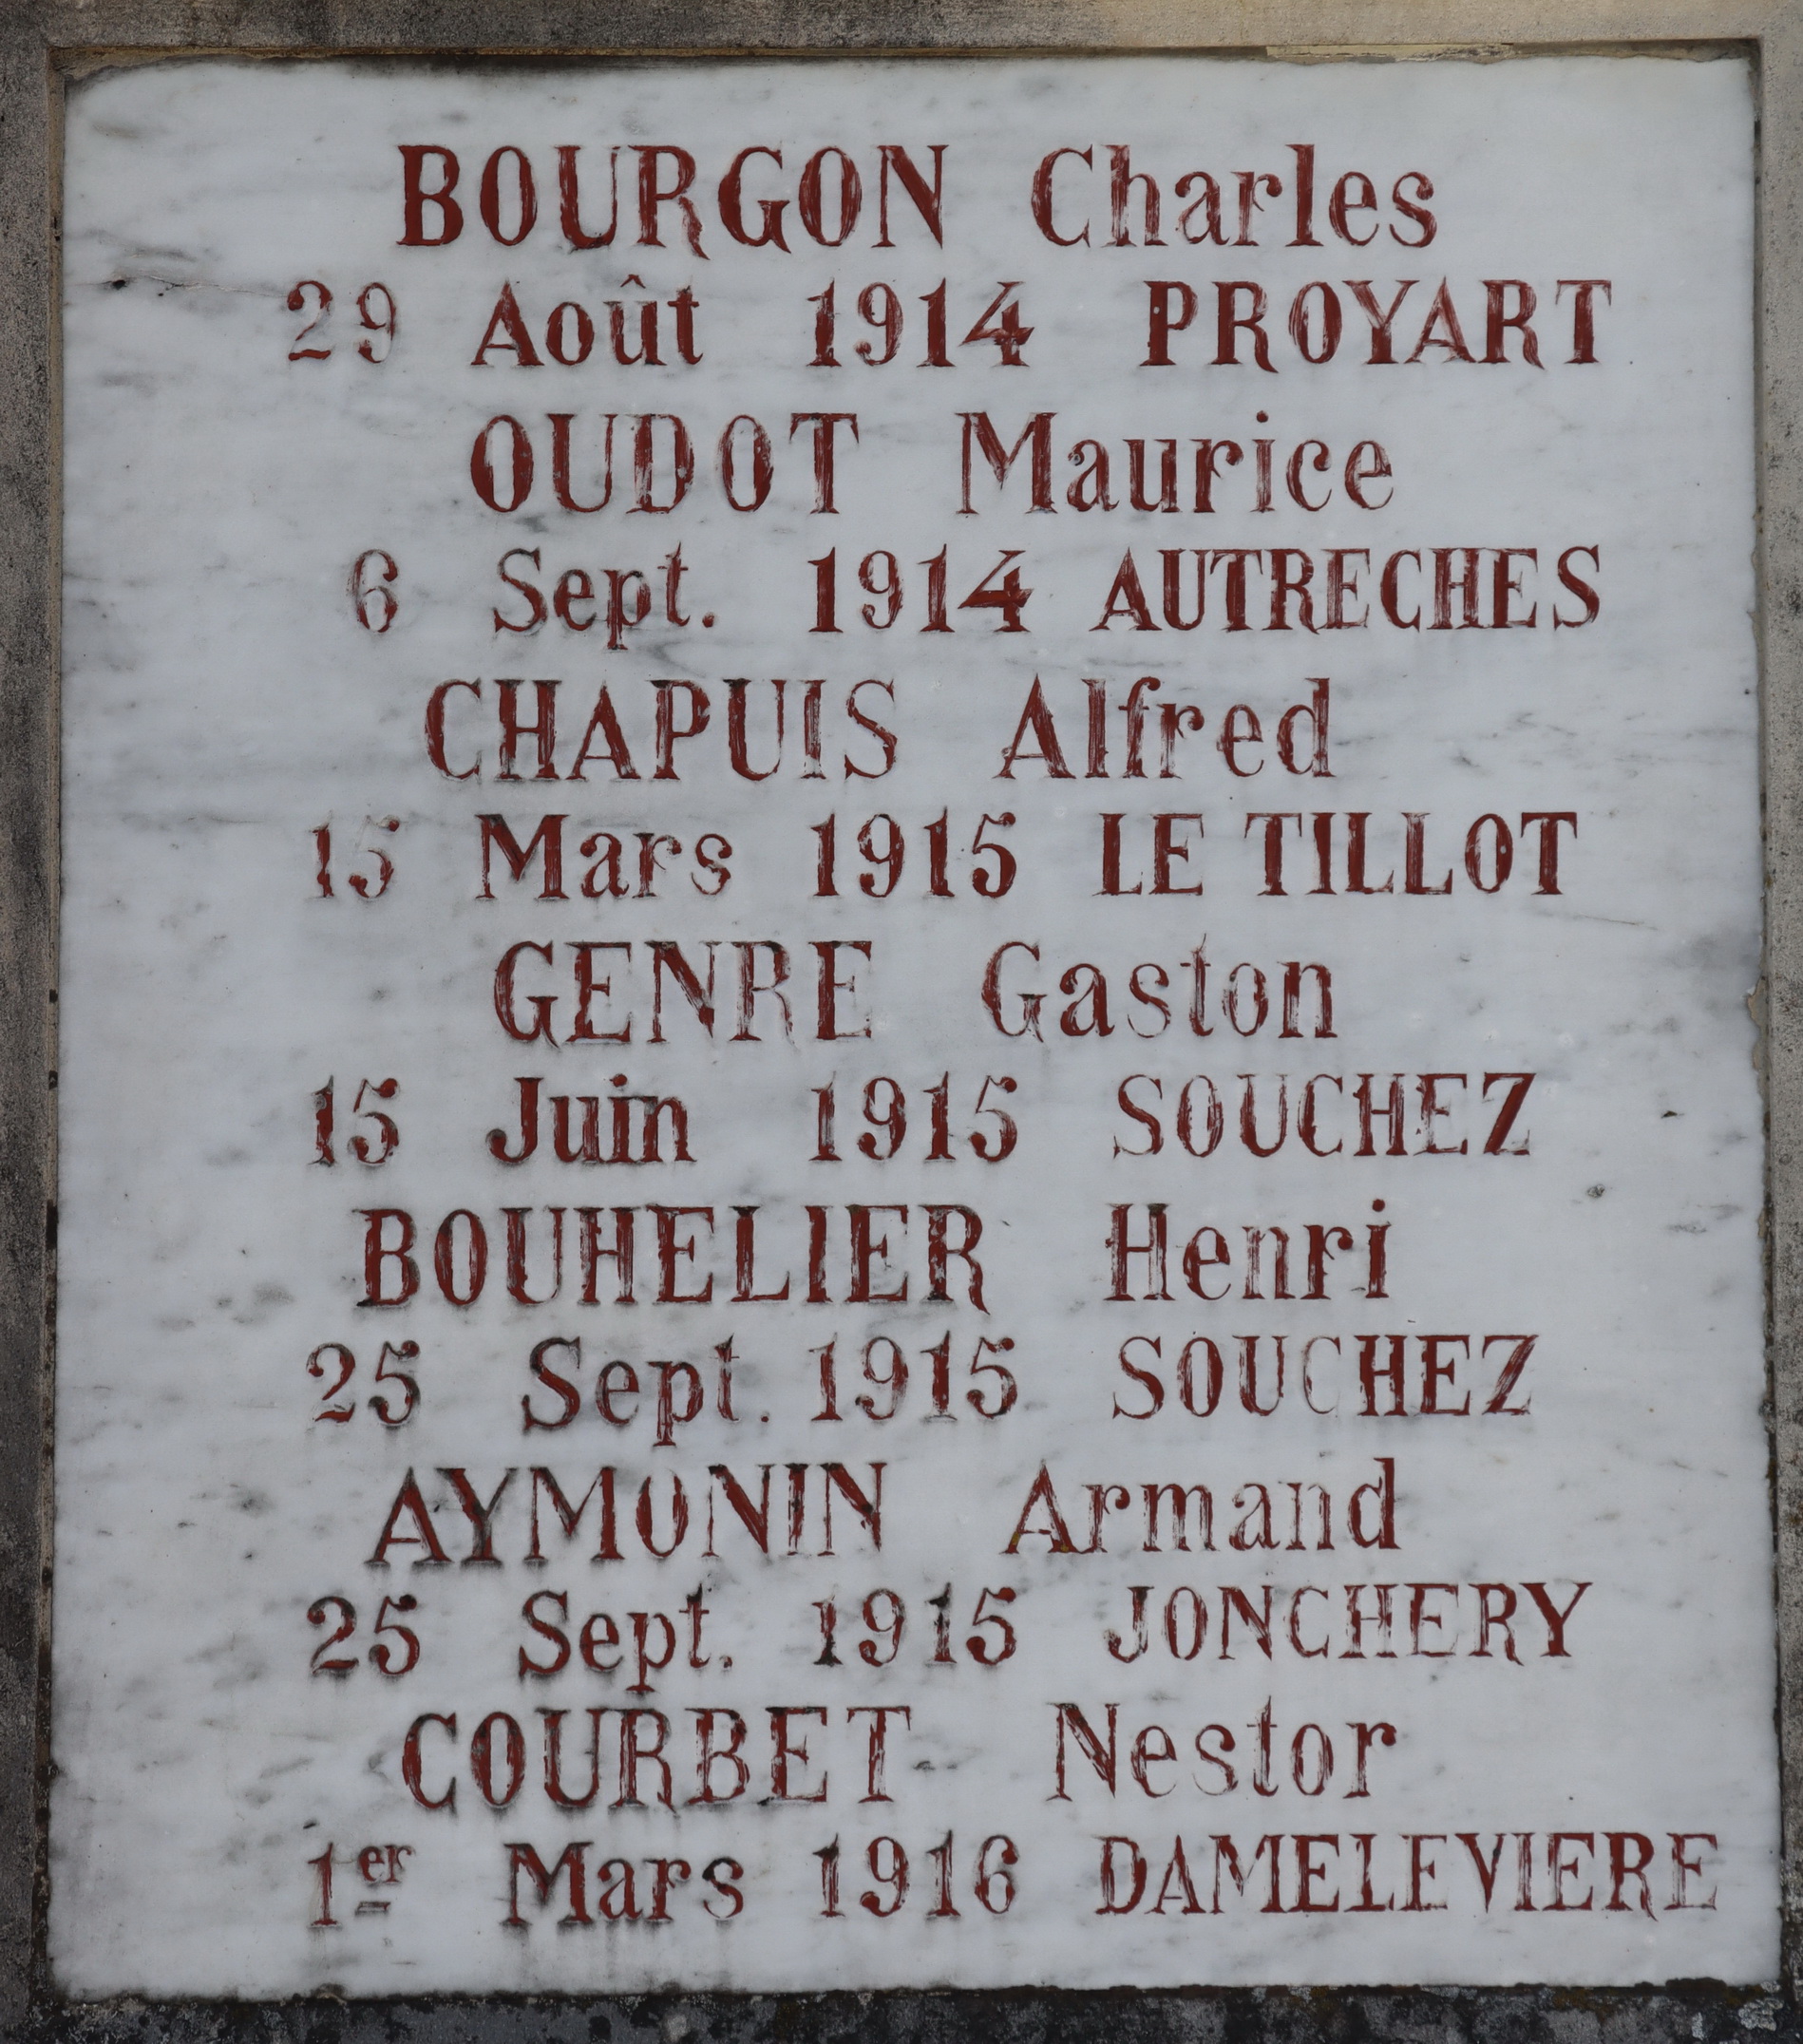 BOURGON Charles
29 Août 1914 PROYART
OUDOT Maurice
6 Sept. 1914 AUTRECHES
CHAPUIS Alfred
15 Mars 1915 LE TILLOT
GENRE Gaston
15 Juin 1915 SOUCHEZ
BOUHELIER Henri
25 Sept. 1915 SOUCHEZ
AYMONIN Armand
25 Sept. 1915 JONCHERY
COURBET Nestor
1er Mars 1916 DAMELEVIERE